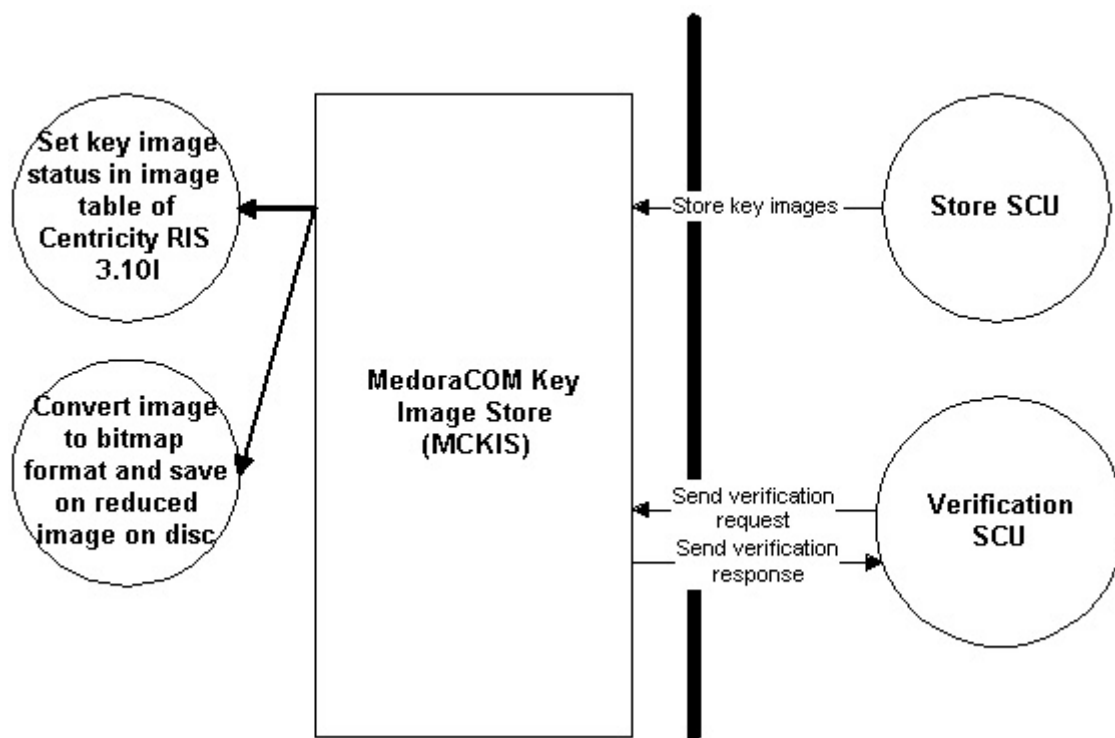 Set key image
status in image
table of
Centricity RIS
3.10I
Convert image
to bitmap
format and save
on reduced
image on disc
MedoraCOM Key
Image Store
(MCKIS)
Store key images
Send verification
request
Send verification
response
Store SCU
Verification
SCU